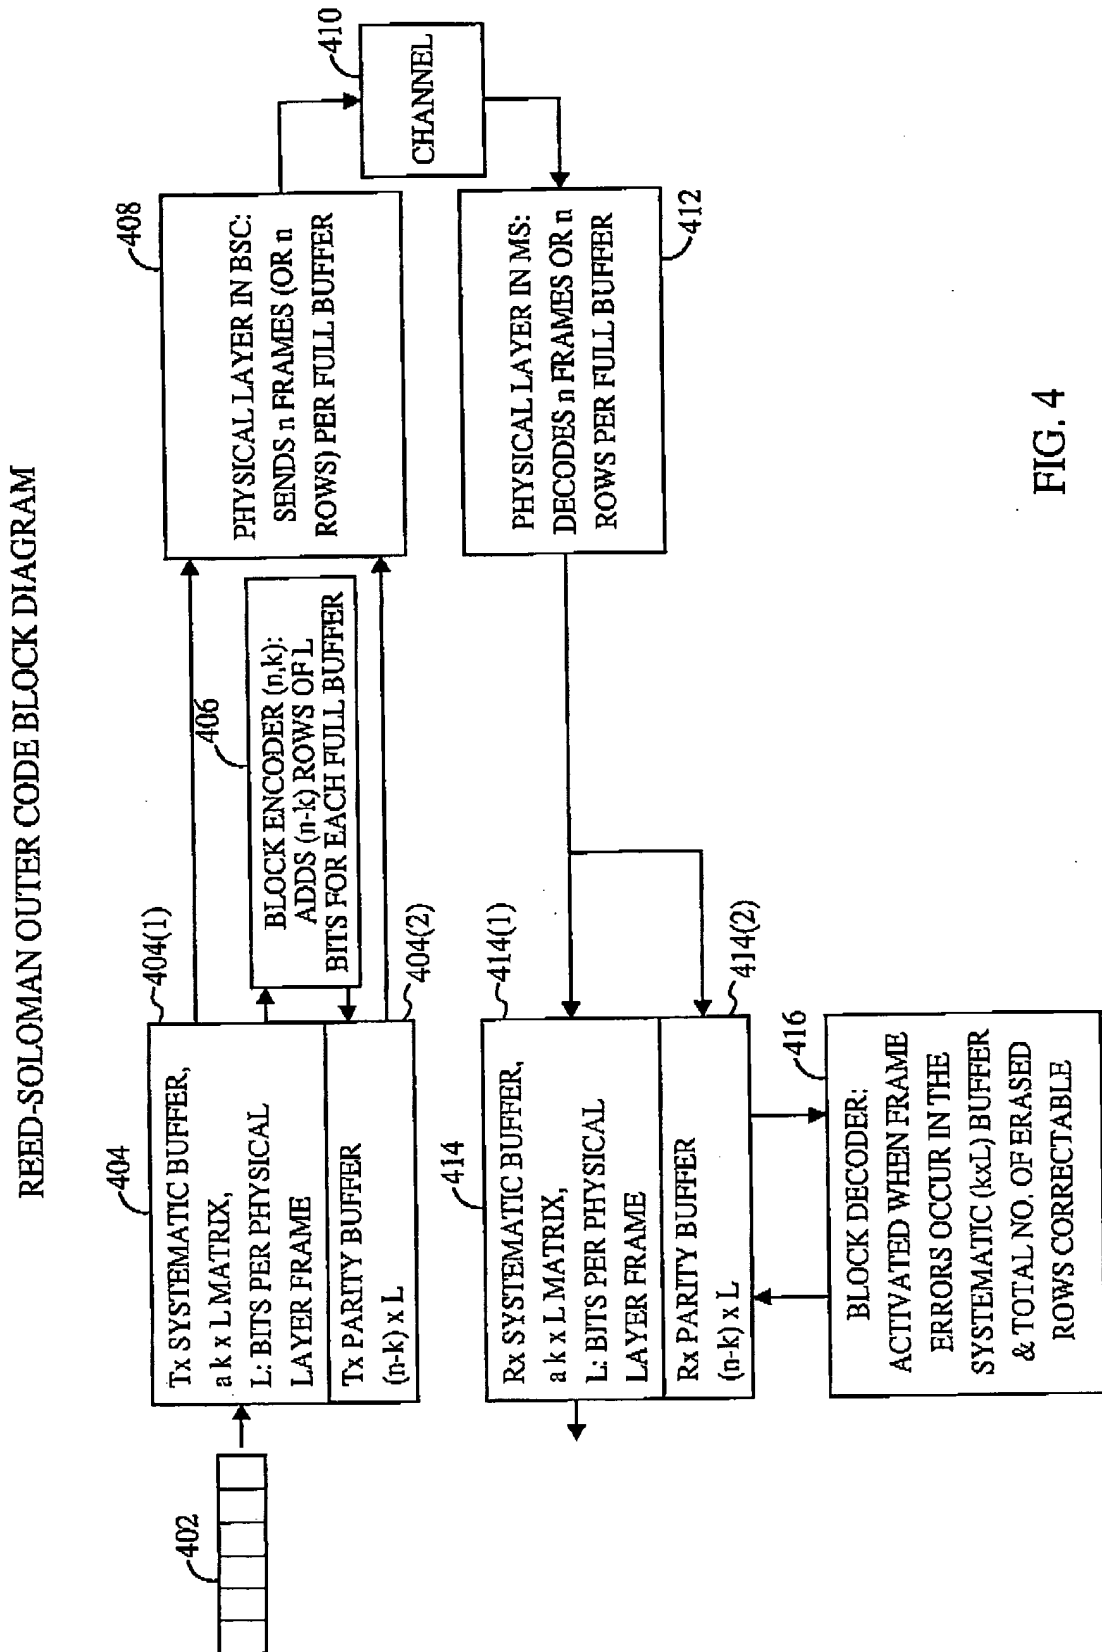 REED-SOLOMAN OUTER CODE BLOCK DIAGRAM
402
404
404(1)
Tx SYSTEMATIC BUFFER,
a k x L MATRIX,
L: BITS PER PHYSICAL
LAYER FRAME
Tx PARITY BUFFER
(n-k) x L
404(2)
406
BLOCK ENCODER (n,k):
ADDS (n-k) ROWS OF L
BITS FOR EACH FULL BUFFER
408
PHYSICAL LAYER IN BSC:
SENDS n FRAMES (OR n
ROWS) PER FULL BUFFER
410
CHANNEL
412
PHYSICAL LAYER IN MS:
DECODES n FRAMES OR n
ROWS PER FULL BUFFER
414
414(1)
Rx SYSTEMATIC BUFFER,
a k x L MATRIX,
L: BITS PER PHYSICAL
LAYER FRAME
Rx PARITY BUFFER
(n-k) x L
414(2)
416
BLOCK DECODER:
ACTIVATED WHEN FRAME
ERRORS OCCUR IN THE
SYSTEMATIC (kxL) BUFFER
& TOTAL NO. OF ERASED
ROWS CORRECTABLE
FIG. 4